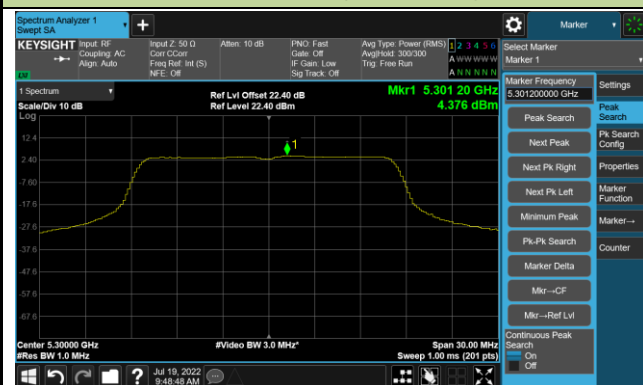 Spectrum Analyzer 1
Swept SA
Marker
KEYSIGHT
Input: RF
Coupling: AC
Align: Auto
Input Z: 50 Ω
Corr CCorr
Freq Ref: Int (S)
NFE: Off
Atten: 10 dB
PNO: Fast
Gate: Off
IF Gain: Low
Sig Track: Off
Avg Type: Power (RMS)
Avg|Hold: 300/300
Trig: Free Run
1 2 3 4 5 6
A W W W W W
A N N N N N
Select Marker
Marker 1
1 Spectrum
Scale/Div 10 dB
Log
Ref Lvl Offset 22.40 dB
Ref Level 22.40 dBm
Mkr1 5.301 20 GHz
4.376 dBm
12.4
2.40
-7.60
-17.6
-27.6
-37.6
-47.6
-57.6
-67.6
1
Center 5.30000 GHz
#Res BW 1.0 MHz
#Video BW 3.0 MHz*
Span 30.00 MHz
Sweep 1.00 ms (201 pts)
Marker Frequency
5.301200000 GHz
Peak Search
Next Peak
Next Pk Right
Next Pk Left
Minimum Peak
Pk-Pk Search
Marker Delta
Mkr→CF
Mkr→Ref Lvl
Continuous Peak
Search
On
Off
Settings
Peak
Search
Pk Search
Config
Properties
Marker
Function
Marker→
Counter
Jul 19, 2022
9:48:48 AM